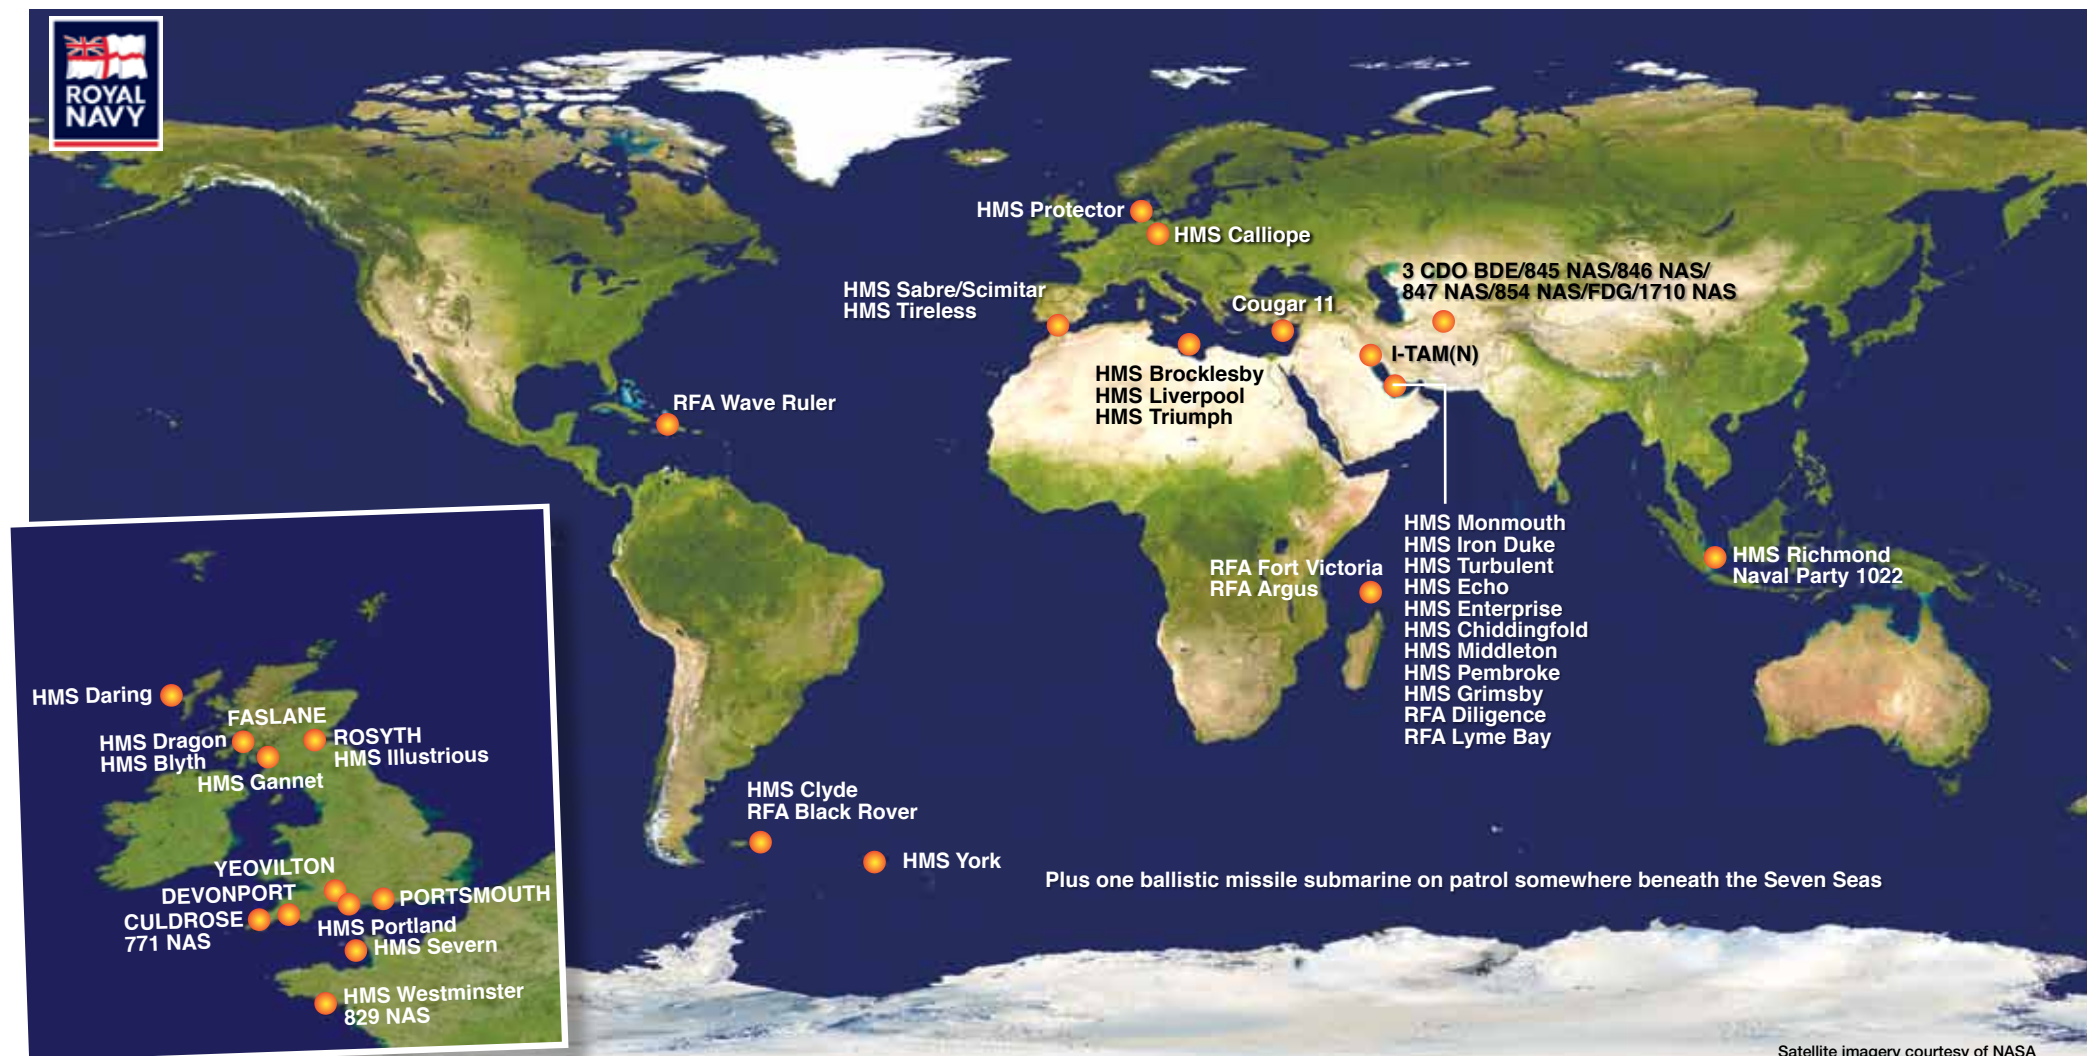 ROYAL
NAVY
HMS Protector
HMS Calliope
HMS Sabre/Scimitar
HMS Tireless
Cougar 11
3 CDO BDE/845 NAS/846 NAS/
847 NAS/854 NAS/FDG/1710 NAS
I-TAM(N)
HMS Brocklesby
HMS Liverpool
HMS Triumph
RFA Wave Ruler
HMS Monmouth
HMS Iron Duke
HMS Turbulent
HMS Echo
HMS Enterprise
HMS Chiddingfold
HMS Middleton
HMS Pembroke
HMS Grimsby
RFA Diligence
RFA Lyme Bay
RFA Fort Victoria
RFA Argus
HMS Richmond
Naval Party 1022
HMS Clyde
RFA Black Rover
HMS York
Plus one ballistic missile submarine on patrol somewhere beneath the Seven Seas
HMS Daring
FASLANE
HMS Dragon
HMS Blyth
ROSYTH
HMS Illustrious
HMS Gannet
YEOVILTON
DEVONPORT
PORTSMOUTH
CULDROSE
771 NAS
HMS Portland
HMS Severn
HMS Westminster
829 NAS
Satellite imagery courtesy of NASA